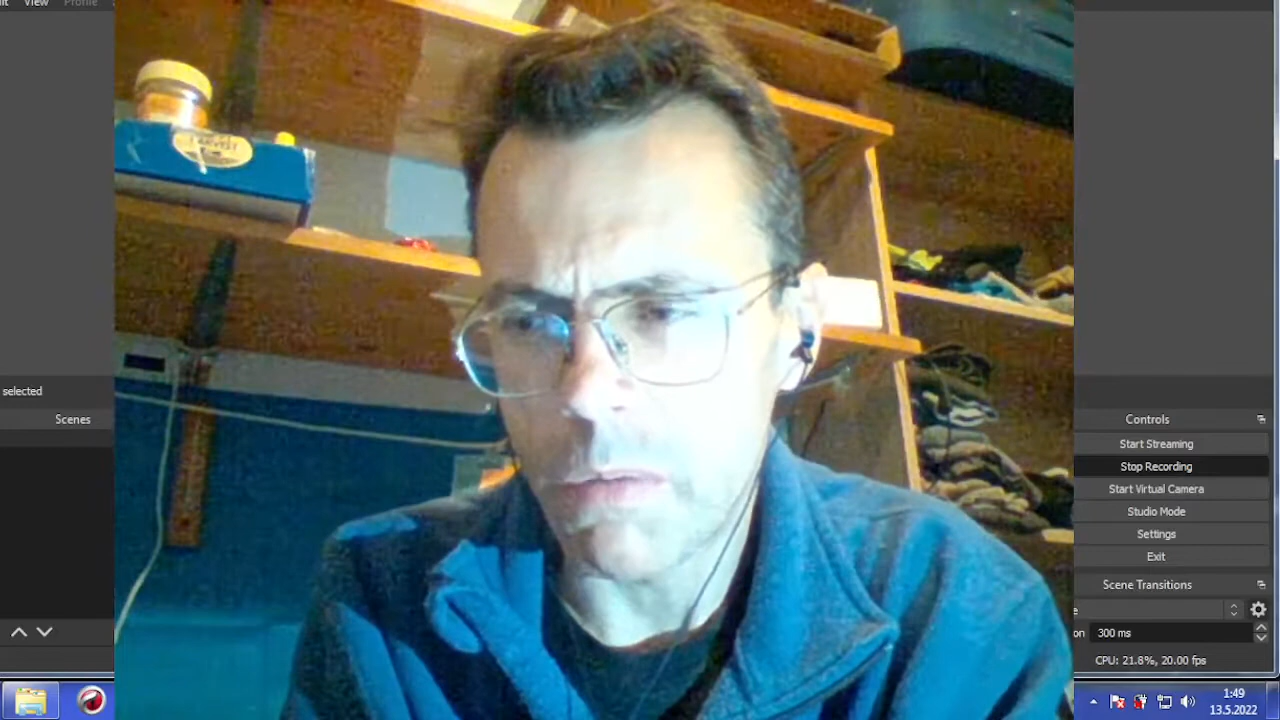 View
Profile
selected
Scenes
Controls
Start Streaming
Stop Recording
Start Virtual Camera
Studio Mode
Settings
Exit
Scene Transitions
300 ms
CPU: 21.8%, 20.00 fps
1:49
13.5.2022